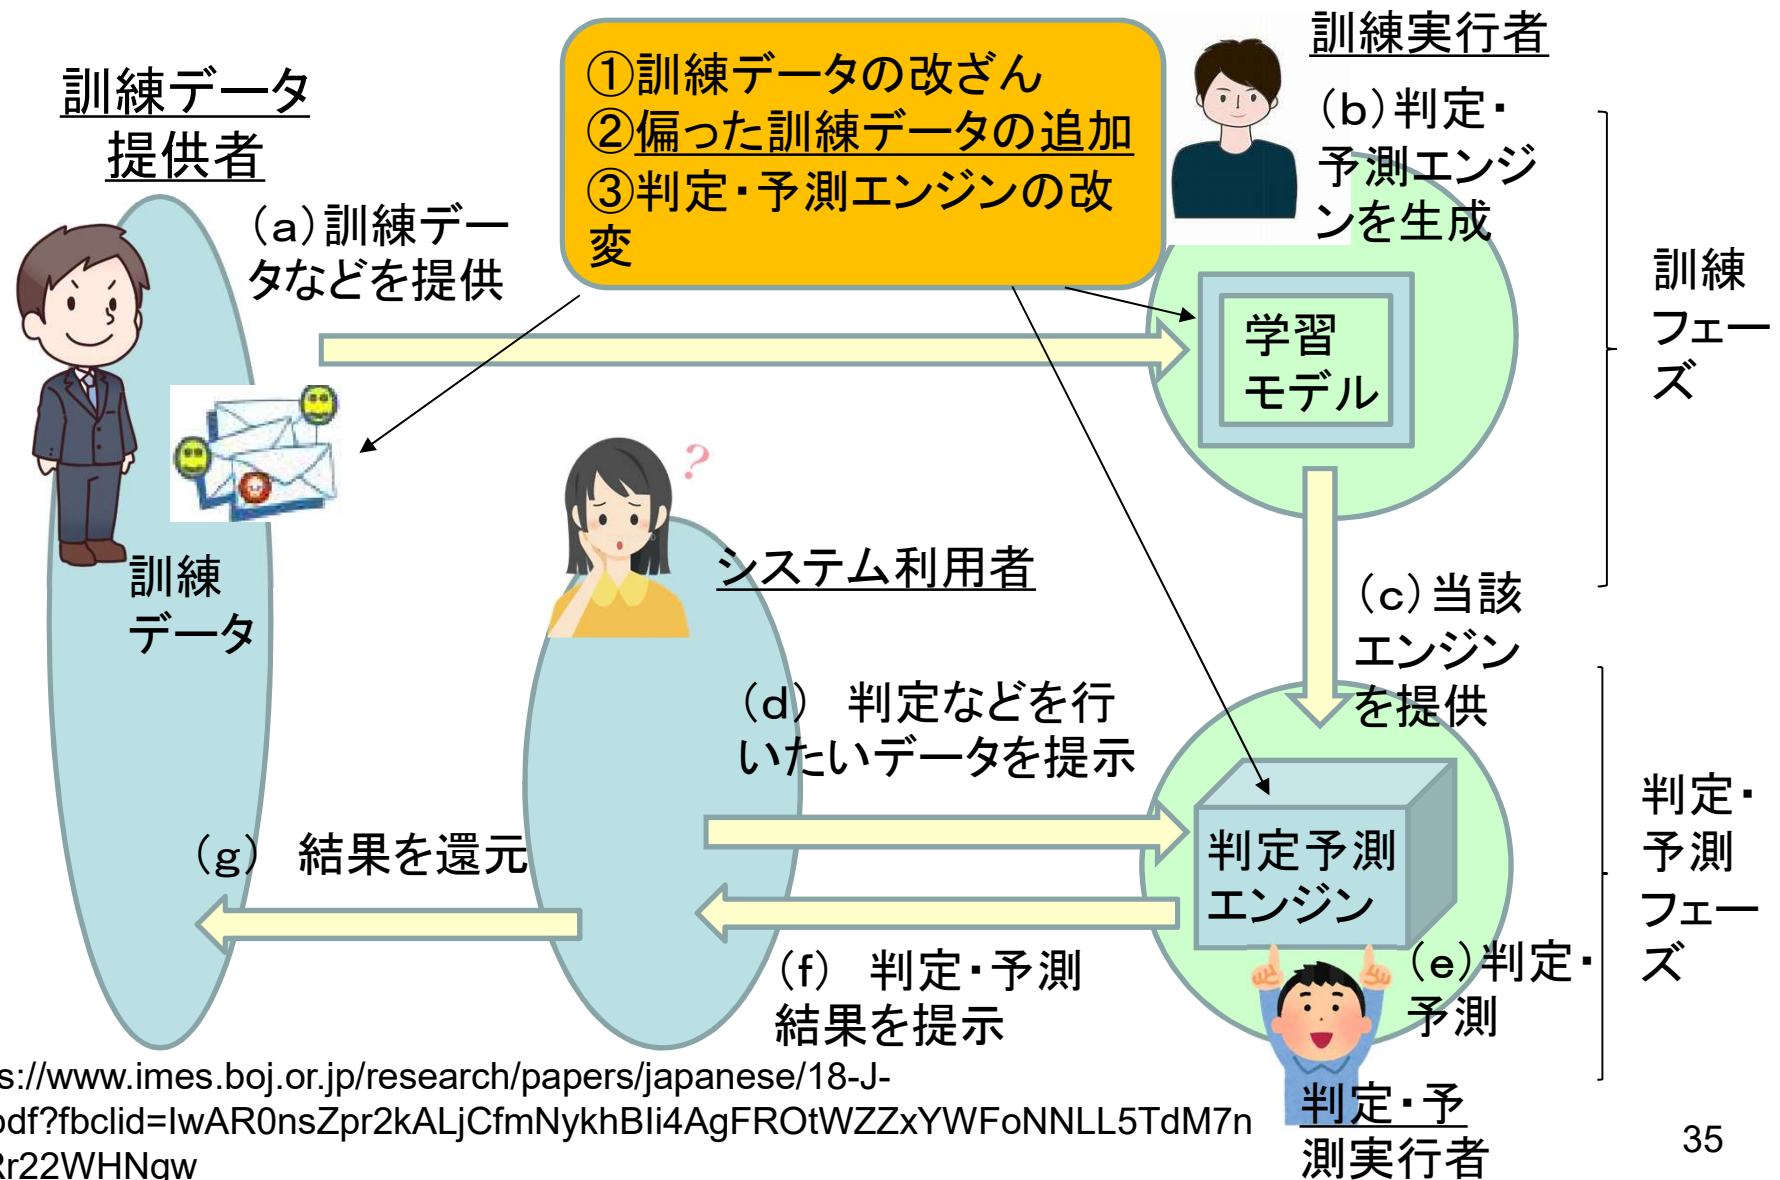 訓練データ
提供者
①訓練データの改ざん
②偏った訓練データの追加
③判定・予測エンジンの改
変
訓練実行者
（b）判定・
予測エンジ
ンを生成
（a）訓練デー
タなどを提供
学習
モデル
訓練
フェー
ズ
?
訓練
データ
システム利用者
（c）当該
エンジン
を提供
（d） 判定などを行
いたいデータを提示
判定予測
エンジン
判定・
予測
フェー
ズ
（g） 結果を還元
（f） 判定・予測
結果を提示
（e）判定・
予測
判定・予
測実行者
s://www.imes.boj.or.jp/research/papers/japanese/18-J-
pdf?fbclid=IwAR0nsZpr2kALjCfmNykhBIi4AgFROtWZZxYWFoNNLL5TdM7n
Rr22WHNgw
35